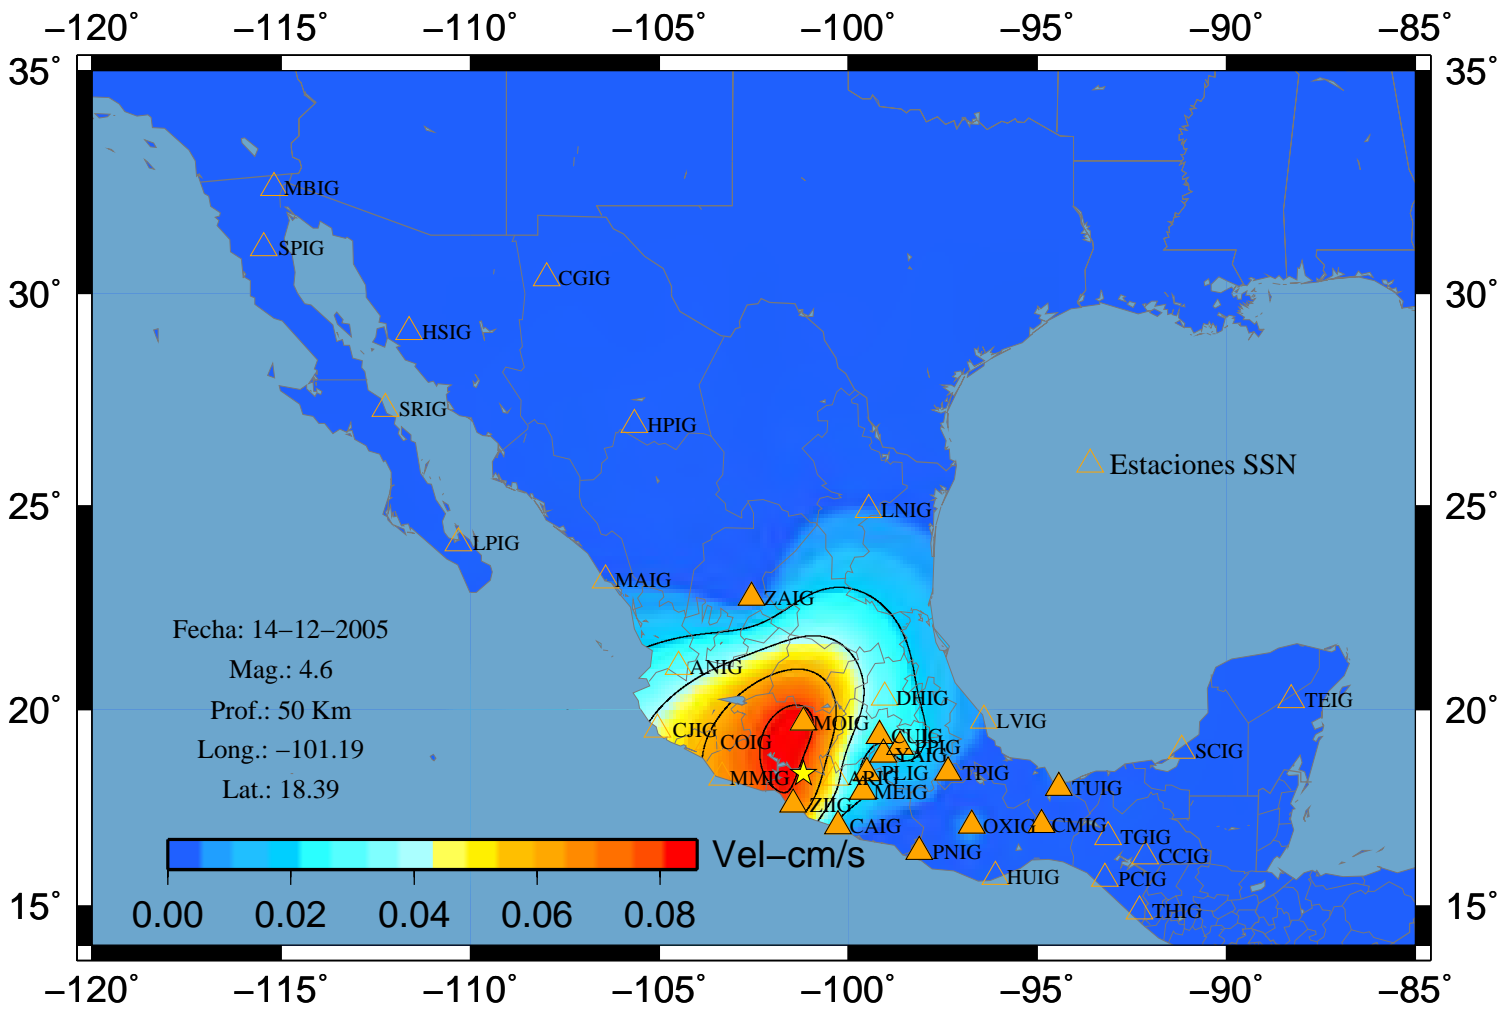 −120˚ −115˚ −110˚ −105˚ −100˚ −95˚ −90˚ −85˚
35˚ 35˚
MBIG
SPIG
CGIG
30˚ 30˚
HSIG
SRIG
HPIG
Estaciones SSN
25˚ LNIG 25˚
LPIG
MAIG
ZAIG
Fecha: 14−12−2005
Mag.: 4.6
ANIG
DHIG
TEIG
Prof.: 50 Km
20˚ 20˚
MOIG
LVIG
CJIG
CUIG
COIG
PPIG
Long.: −101.19
SCIG
YAIG
PLIG
TPIG
MMIG
ARIG
Lat.: 18.39
TUIG
MEIG
ZIIG
CAIG
OXIG
CMIG
TGIG
PNIG
Vel−cm/s
CCIG
HUIG
PCIG
15˚ 0.00 0.02 0.04 0.06 0.08 THIG 15˚
−120˚ −115˚ −110˚ −105˚ −100˚ −95˚ −90˚ −85˚